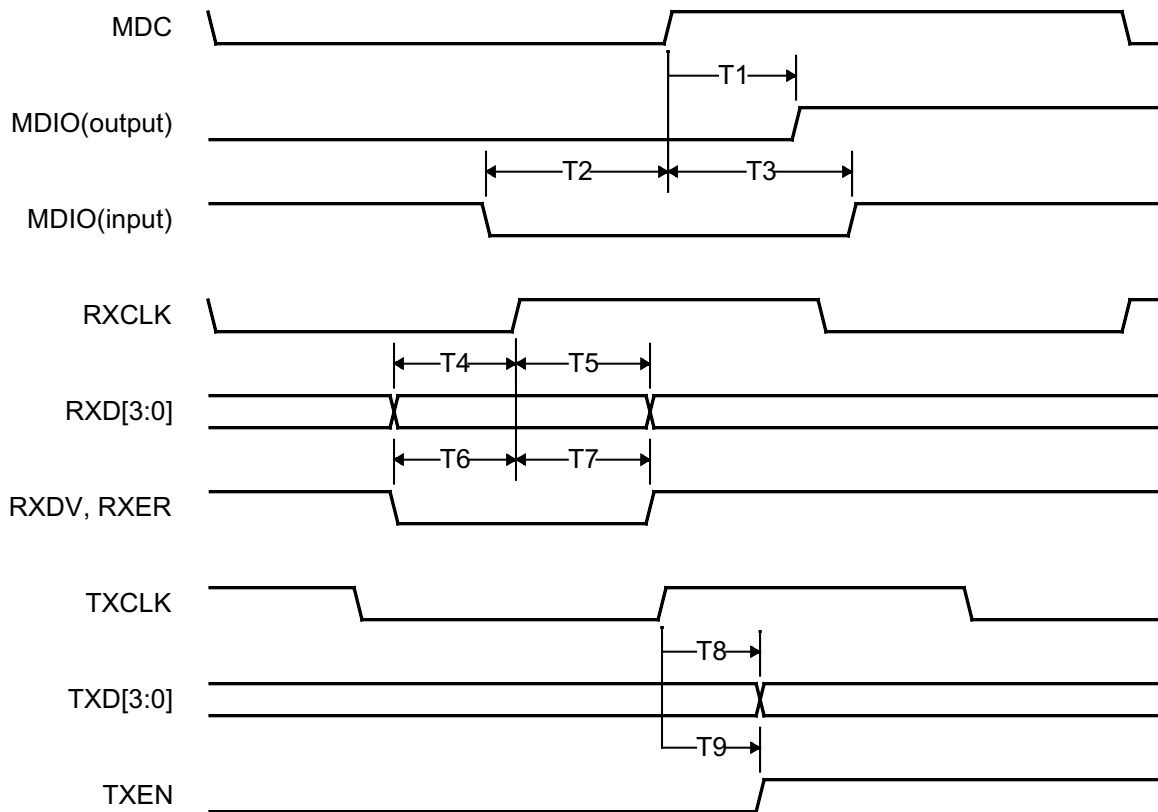 MDC
T1
MDIO(output)
T2
T3
MDIO(input)
RXCLK
T4
T5
RXD[3:0]
T6
T7
RXDV, RXER
TXCLK
T8
TXD[3:0]
T9
TXEN